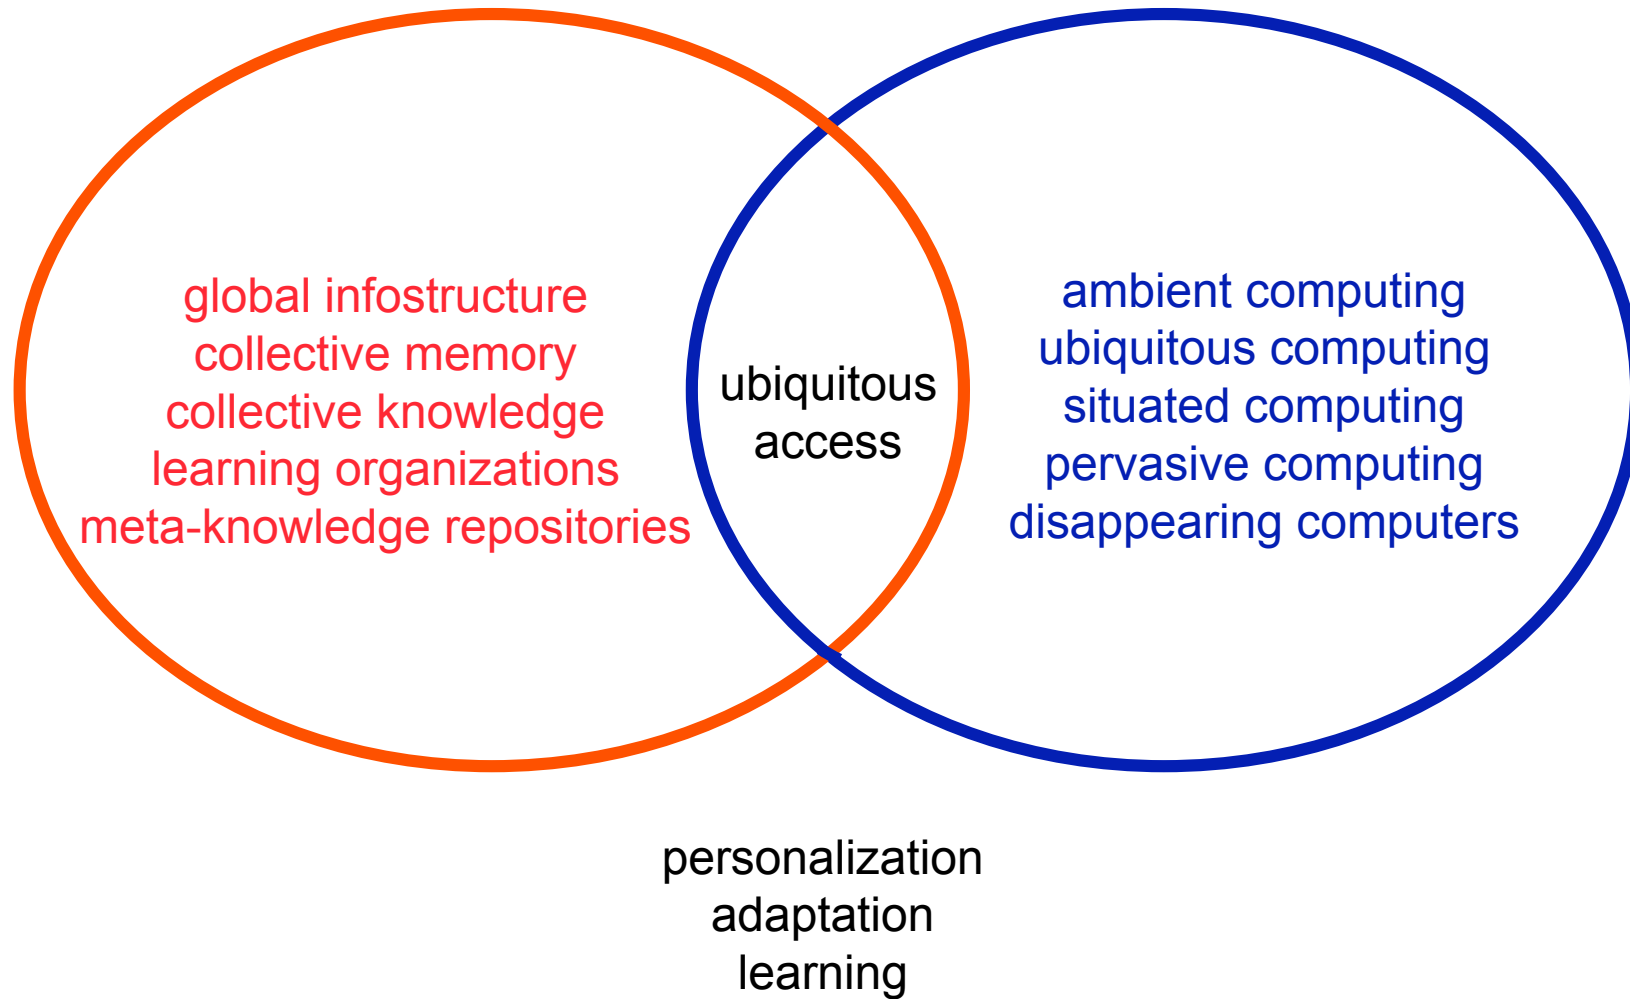 global infostructure
collective memory
collective knowledge
learning organizations
meta-knowledge repositories
ubiquitous
access
ambient computing
ubiquitous computing
situated computing
pervasive computing
disappearing computers
personalization
adaptation
learning